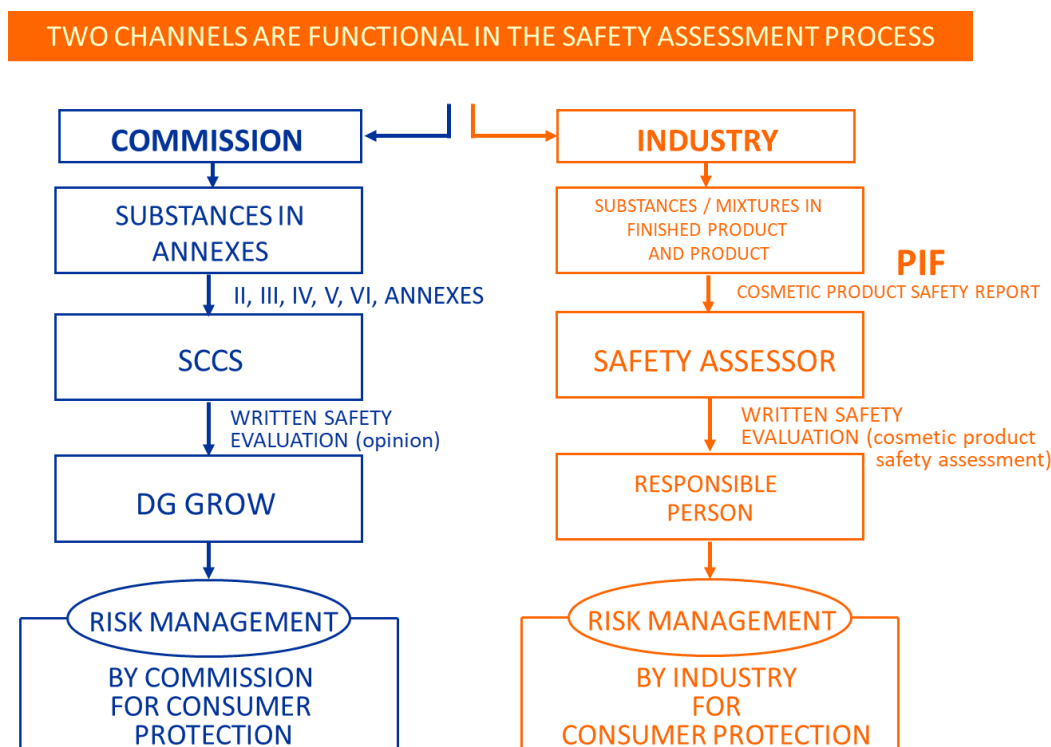 TWO CHANNELS ARE FUNCTIONAL IN THE SAFETY ASSESSMENT PROCESS
COMMISSION
SUBSTANCES IN
ANNEXES
II, III, IV, V, VI, ANNEXES
SCCS
WRITTEN SAFETY
EVALUATION (opinion)
DG GROW
RISK MANAGEMENT
BY COMMISSION
FOR CONSUMER
PROTECTION
INDUSTRY
SUBSTANCES / MIXTURES IN
FINISHED PRODUCT
AND PRODUCT
PIF
COSMETIC PRODUCT SAFETY REPORT
SAFETY ASSESSOR
WRITTEN SAFETY
EVALUATION (cosmetic product
safety assessment)
RESPONSIBLE
PERSON
RISK MANAGEMENT
BY INDUSTRY
FOR
CONSUMER PROTECTION